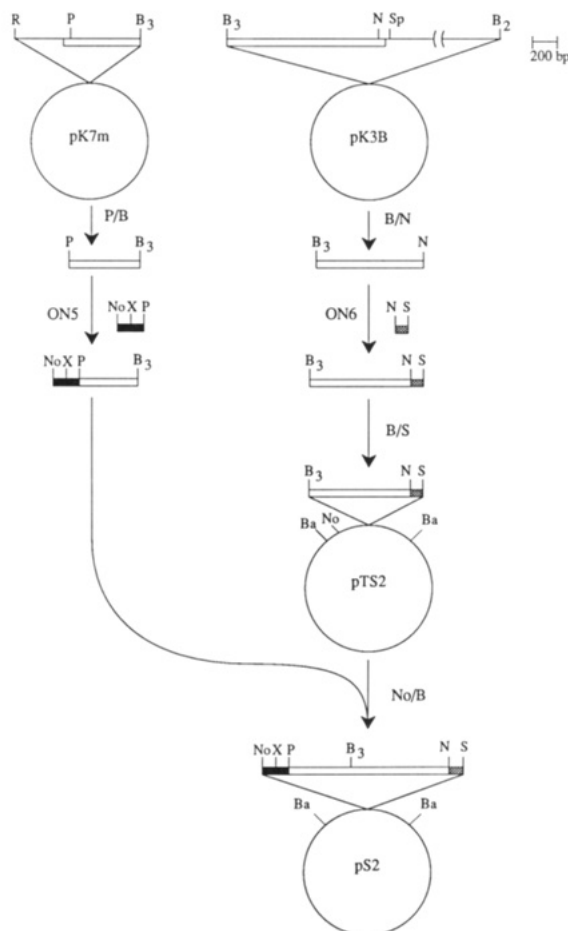 R P B3 B3 N Sp B2
200 bp
pK7m pK3B
P/B B/N
P B3 B3 N
ON5 No X P ON6 N S
No X P B3 B3 N S
B/S
B3 N S
Ba No Ba
pTS2
No/B
No X P B3 N S
Ba Ba
pS2